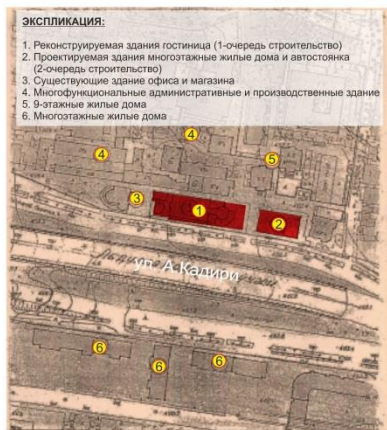 ЭКСПЛИКАЦИЯ:
1. Реконструируемая здания гостиница (1-очередь строительство)
2. Проектируемая здания многоэтажные жилые дома и автостоянка
(2-очередь строительство)
3. Существующие здание офиса и магазина
4. Многофункциональные административные и производственные здание
5. 9-этажные жилые дома
6. Многоэтажные жилые дома
4
4
5
3
1
2
ул. А.Кадири
6
6
6